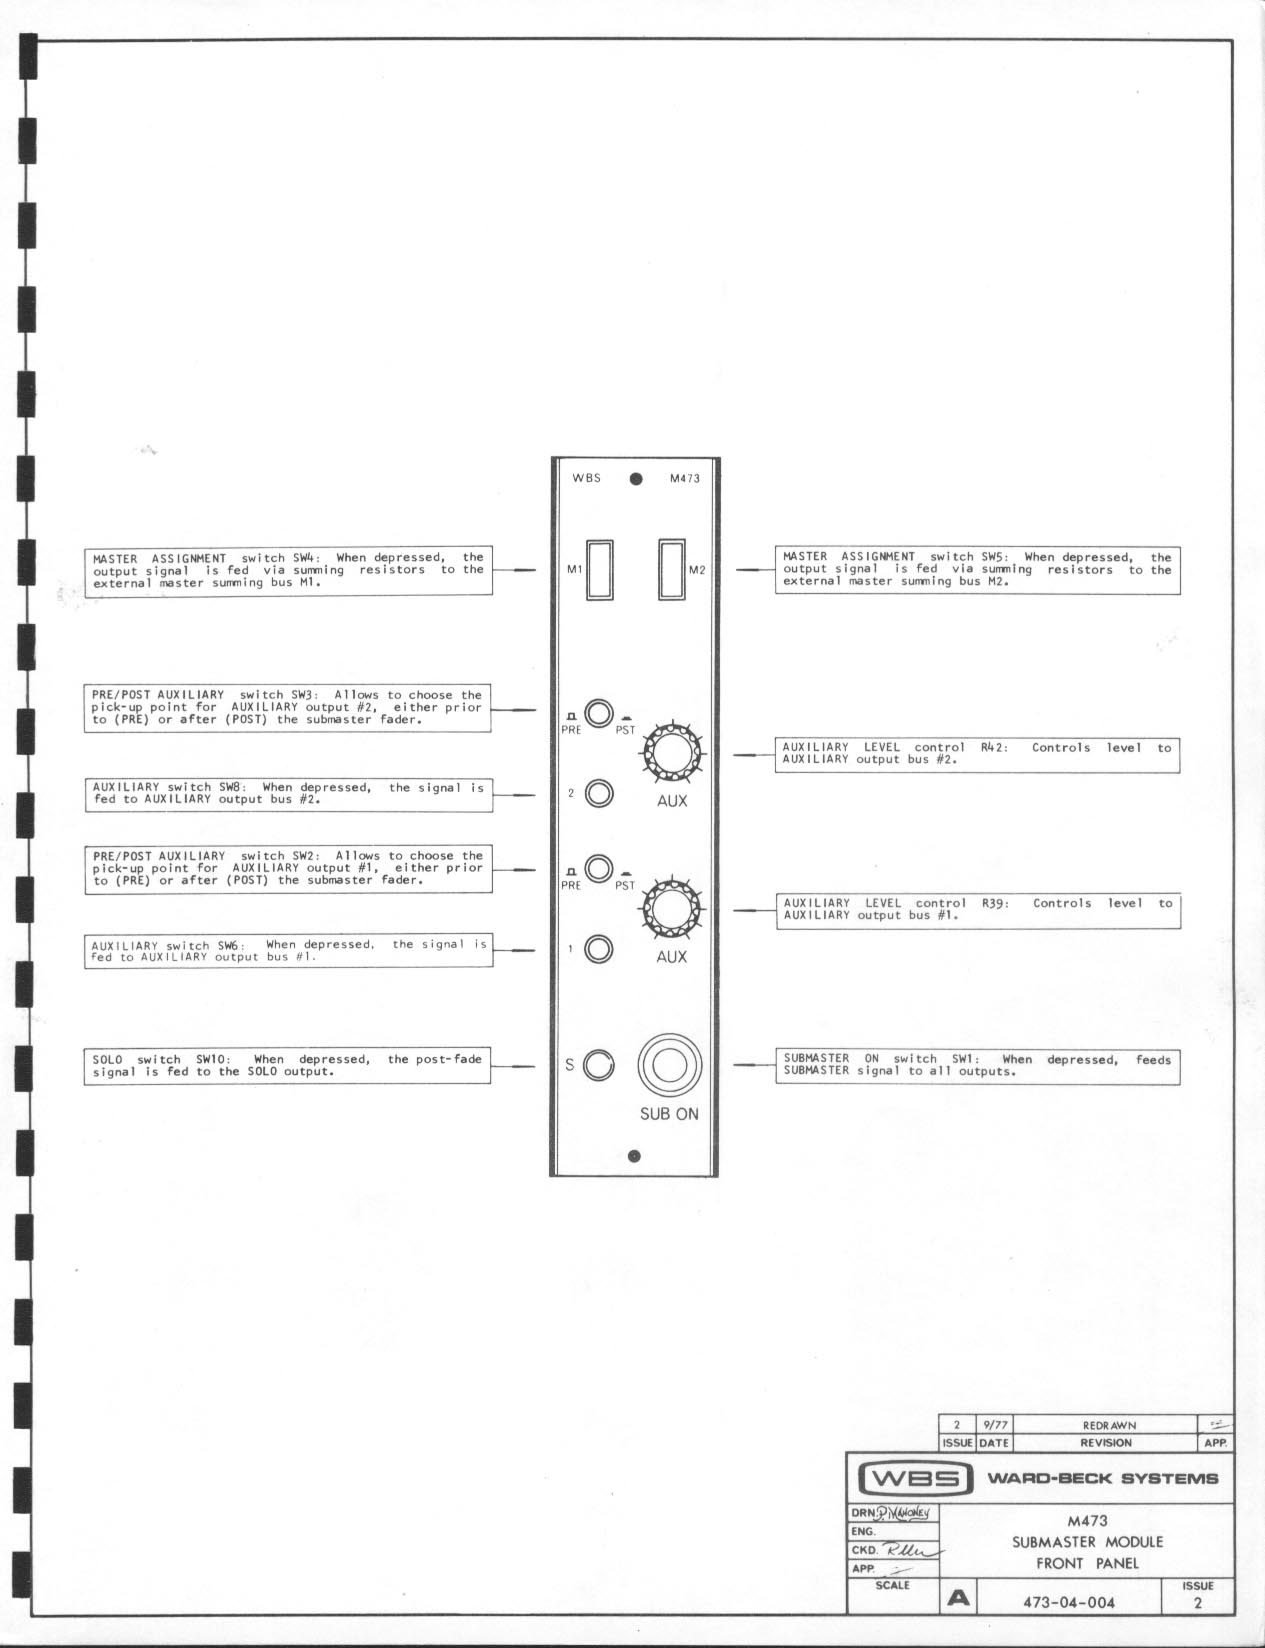 WBS M473
MASTER ASSIGNMENT switch SW4: When depressed, the
output signal is fed via summing resistors to the
external master summing bus M1.
M1 M2
MASTER ASSIGNMENT switch SW5: When depressed, the
output signal is fed via summing resistors to the
external master summing bus M2.
PRE/POST AUXILIARY switch SW3: Allows to choose the
pick-up point for AUXILIARY output #2, either prior
to (PRE) or after (POST) the submaster fader.
PRE PST
AUXILIARY LEVEL control R42: Controls level to
AUXILIARY output bus #2.
AUXILIARY switch SW8: When depressed, the signal is
fed to AUXILIARY output bus #2.
2 AUX
PRE/POST AUXILIARY switch SW2: Allows to choose the
pick-up point for AUXILIARY output #1, either prior
to (PRE) or after (POST) the submaster fader.
PRE PST
AUXILIARY LEVEL control R39: Controls level to
AUXILIARY output bus #1.
AUXILIARY switch SW6: When depressed, the signal is
fed to AUXILIARY output bus #1.
1 AUX
SOLO switch SW10: When depressed, the post-fade
signal is fed to the SOLO output.
S
SUB ON
SUBMASTER ON switch SW1: When depressed, feeds
SUBMASTER signal to all outputs.
2 9/77 REDRAWN
ISSUE DATE REVISION APP.
WBS WARD-BECK SYSTEMS
DRN. P. MAHONEY
ENG.
CKD.
APP.
M473
SUBMASTER MODULE
FRONT PANEL
SCALE
A
473-04-004
ISSUE
2